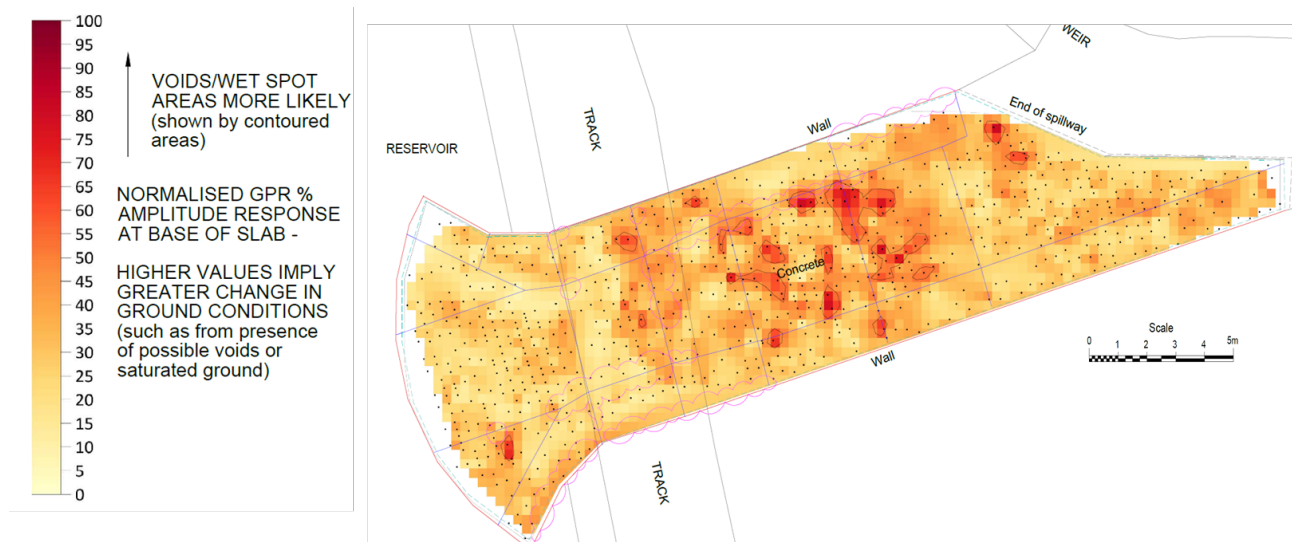 100
95
90
85
80
75
70
65
60
55
50
45
40
35
30
25
20
15
10
5
0
VOIDS/WET SPOT
AREAS MORE LIKELY
(shown by contoured
areas)
NORMALISED GPR %
AMPLITUDE RESPONSE
AT BASE OF SLAB -
HIGHER VALUES IMPLY
GREATER CHANGE IN
GROUND CONDITIONS
(such as from presence
of possible voids or
saturated ground)
RESERVOIR
TRACK
Wall
WEIR
End of spillway
Concrete
Wall
TRACK
Scale
0 1 2 3 4 5m